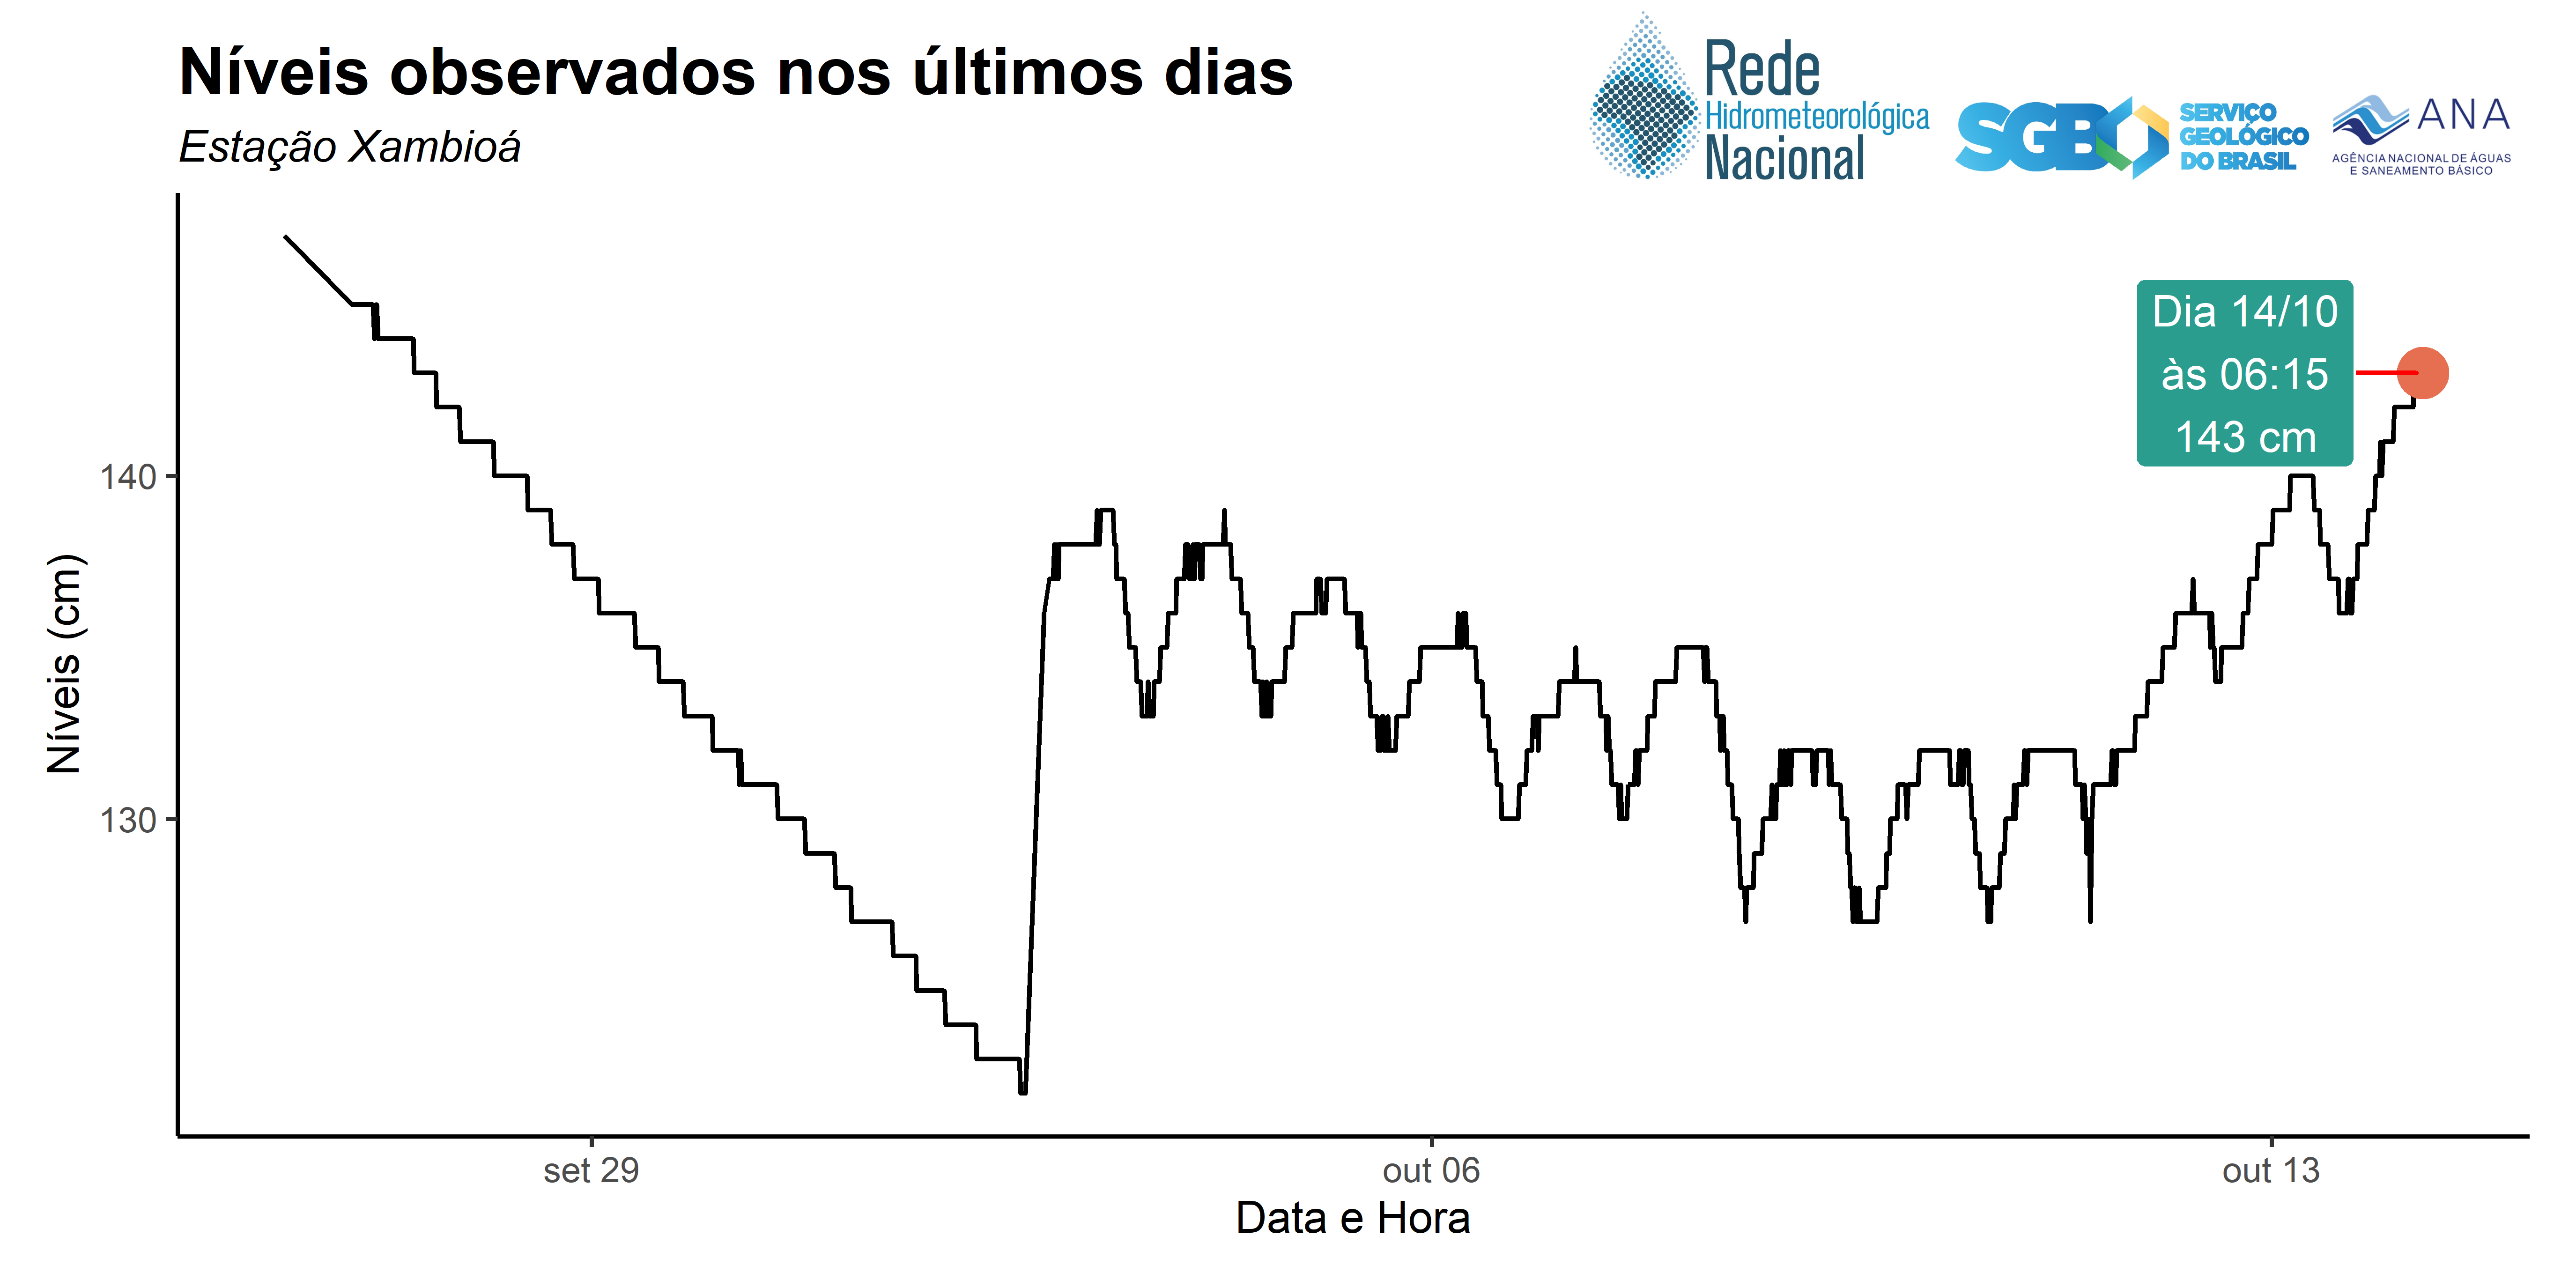 Níveis observados nos últimos dias
Estação Xambioá
Rede
Hidrometeorológica
Nacional
SGB
SERVIÇO
GEOLÓGICO
DO BRASIL
ANA
AGÊNCIA NACIONAL DE ÁGUAS
E SANEAMENTO BÁSICO
Dia 14/10
às 06:15
143 cm
140
130
Níveis (cm)
set 29
out 06
out 13
Data e Hora